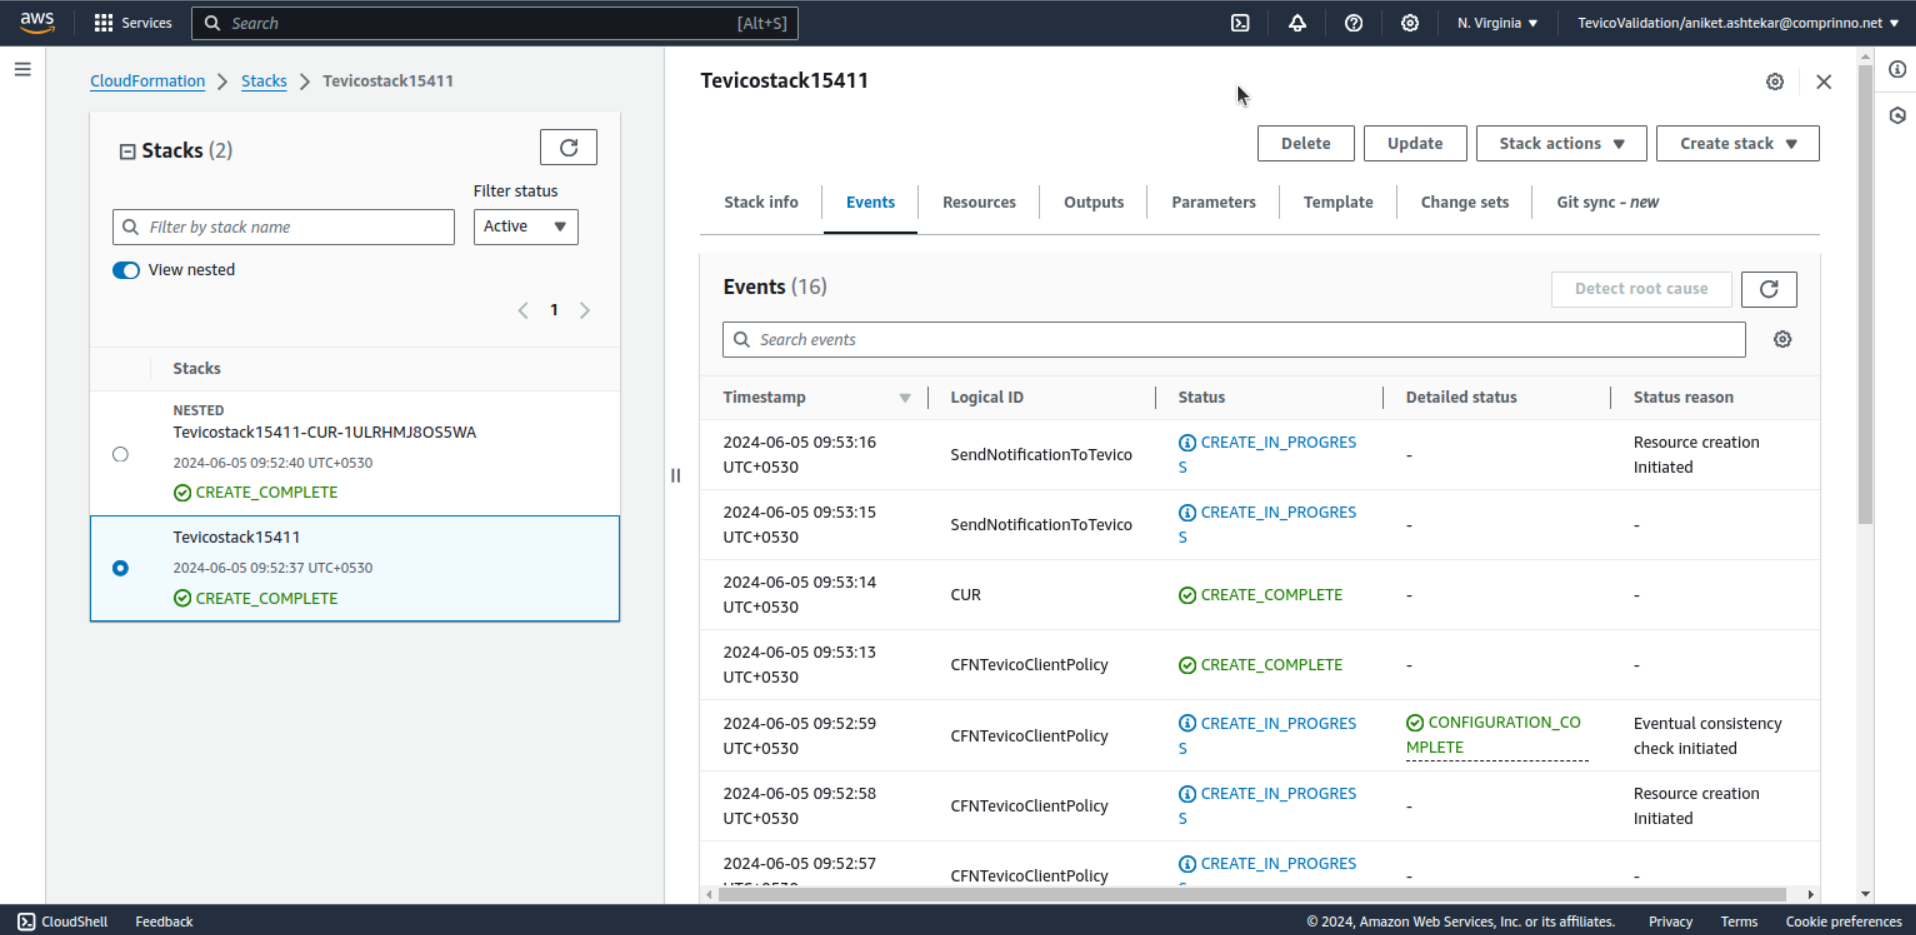 aws
Services
Search
[Alt+S]
N. Virginia
TevicoValidation/aniket.ashtekar@comprinno.net
CloudFormation
Stacks
Tevicostack15411
Stacks (2)
Filter status
Filter by stack name
Active
View nested
1
Stacks
NESTED
Tevicostack15411-CUR-1ULRHMJ8OS5WA
2024-06-05 09:52:40 UTC+0530
CREATE_COMPLETE
Tevicostack15411
2024-06-05 09:52:37 UTC+0530
CREATE_COMPLETE
Tevicostack15411
Delete
Update
Stack actions
Create stack
Stack info
Events
Resources
Outputs
Parameters
Template
Change sets
Git sync - new
Events (16)
Detect root cause
Search events
Timestamp
Logical ID
Status
Detailed status
Status reason
2024-06-05 09:53:16
UTC+0530
SendNotificationToTevico
CREATE_IN_PROGRES
S
-
Resource creation
Initiated
2024-06-05 09:53:15
UTC+0530
SendNotificationToTevico
CREATE_IN_PROGRES
S
-
-
2024-06-05 09:53:14
UTC+0530
CUR
CREATE_COMPLETE
-
-
2024-06-05 09:53:13
UTC+0530
CFNTevicoClientPolicy
CREATE_COMPLETE
-
-
2024-06-05 09:52:59
UTC+0530
CFNTevicoClientPolicy
CREATE_IN_PROGRES
S
CONFIGURATION_CO
MPLETE
Eventual consistency
check initiated
2024-06-05 09:52:58
UTC+0530
CFNTevicoClientPolicy
CREATE_IN_PROGRES
S
-
Resource creation
Initiated
2024-06-05 09:52:57
CFNTevicoClientPolicy
CREATE_IN_PROGRES
-
-
CloudShell
Feedback
© 2024, Amazon Web Services, Inc. or its affiliates.
Privacy
Terms
Cookie preferences